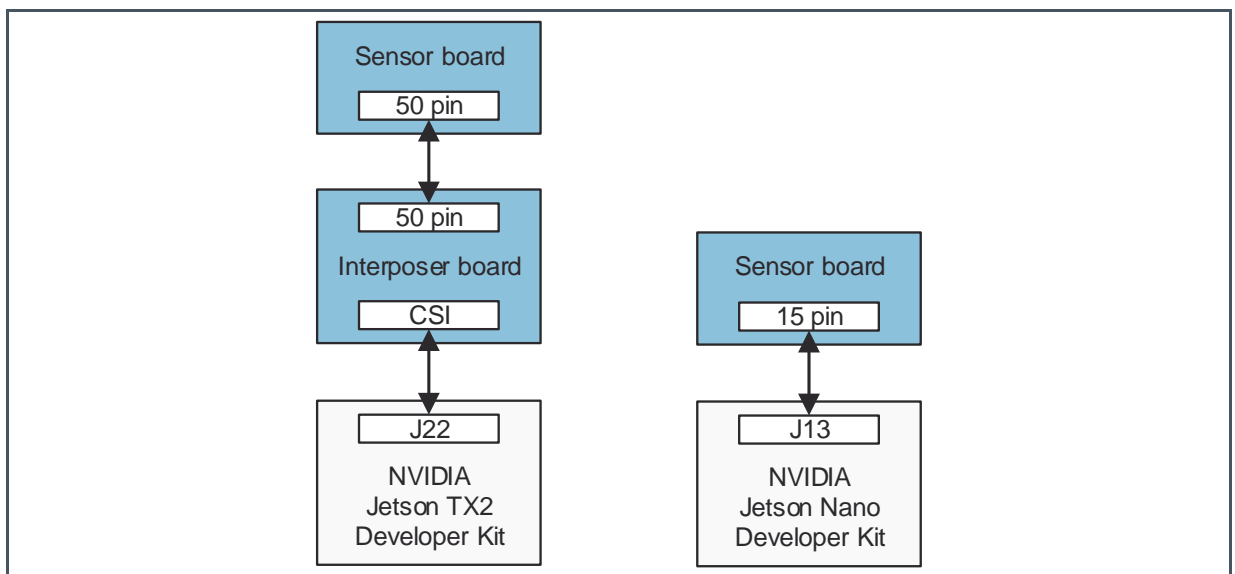 Sensor board
50 pin
50 pin
Interposer board
CSI
J22
NVIDIA
Jetson TX2
Developer Kit
Sensor board
15 pin
J13
NVIDIA
Jetson Nano
Developer Kit